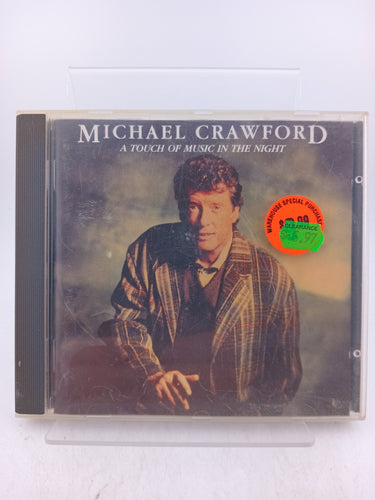 MICHAEL CRAWFORD
A TOUCH OF MUSIC IN THE NIGHT
WAREHOUSE SPECIAL PURCHASE
CLEARANCE